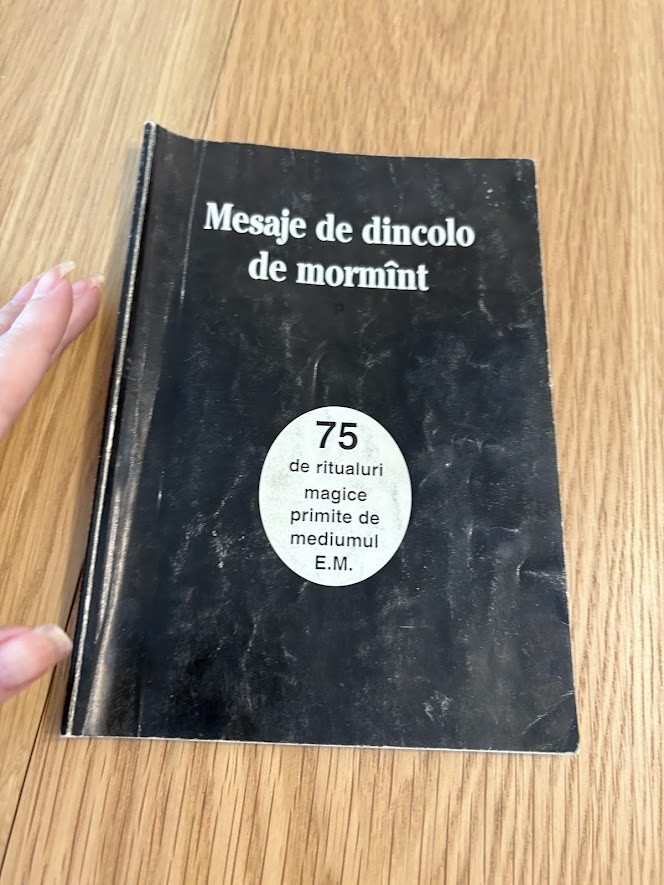 Mesaje de dincolo
de mormînt
75
de ritualuri
magice
primite de
mediumul
E.M.